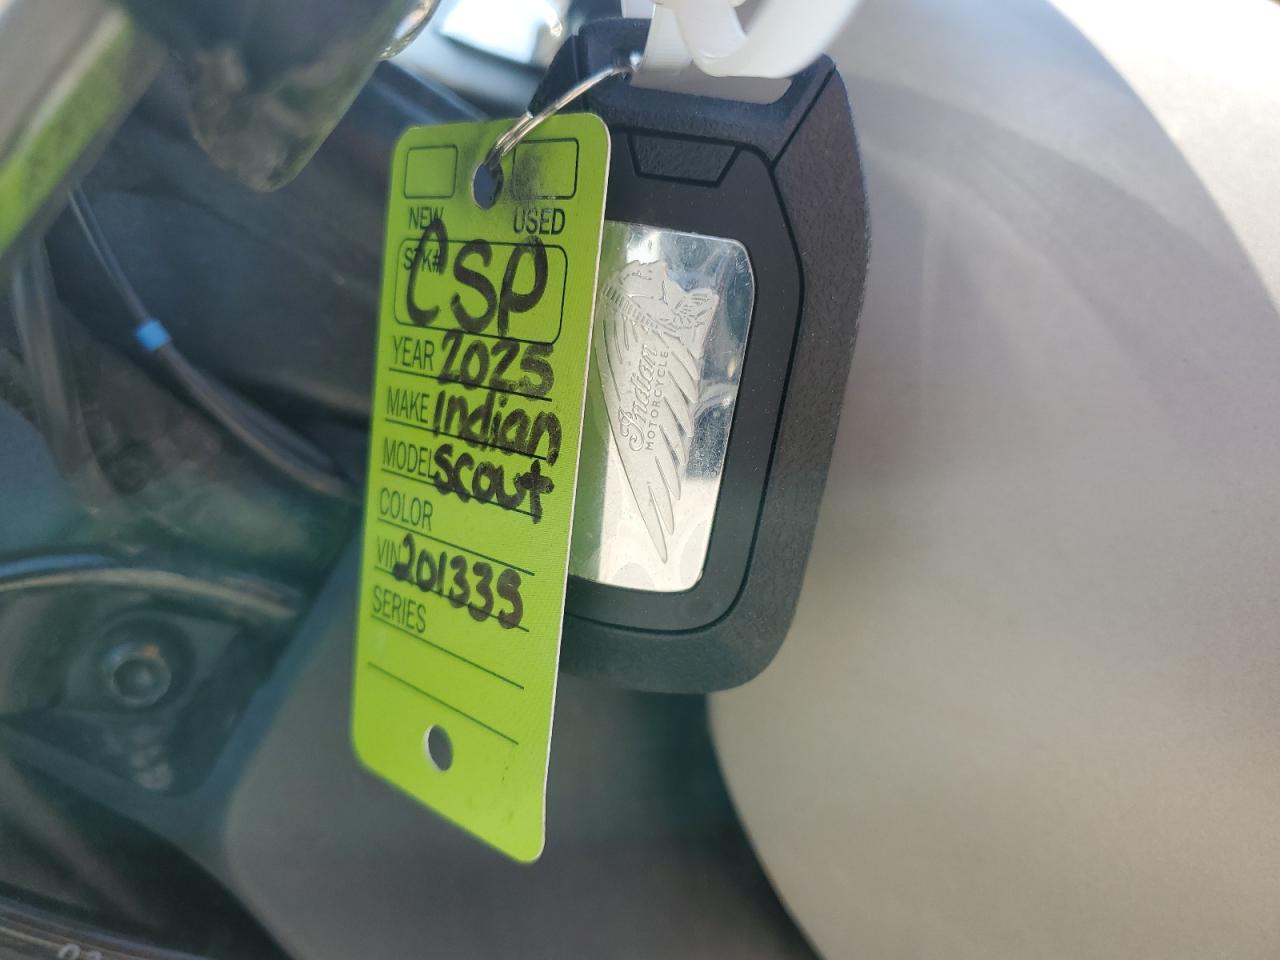 NEW USED
STK# CSP
YEAR 2025
MAKE Indian
MODEL Scout
COLOR
VIN 201335
SERIES
Indian
MOTORCYCLE